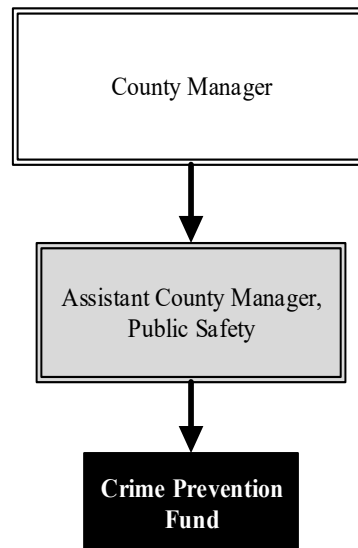 County Manager
Assistant County Manager,
Public Safety
Crime Prevention
Fund